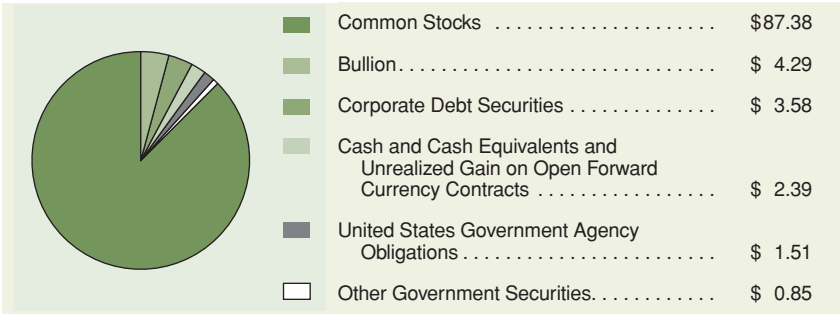 Common Stocks ..................... $87.38
Bullion............................... $ 4.29
Corporate Debt Securities .............. $ 3.58
Cash and Cash Equivalents and
Unrealized Gain on Open Forward
Currency Contracts ................. $ 2.39
United States Government Agency
Obligations......................... $ 1.51
Other Government Securities............ $ 0.85